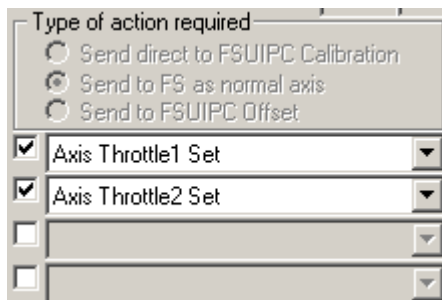 Type of action required
Send direct to FSUIPC Calibration
Send to FS as normal axis
Send to FSUIPC Offset
Axis Throttle1 Set
Axis Throttle2 Set